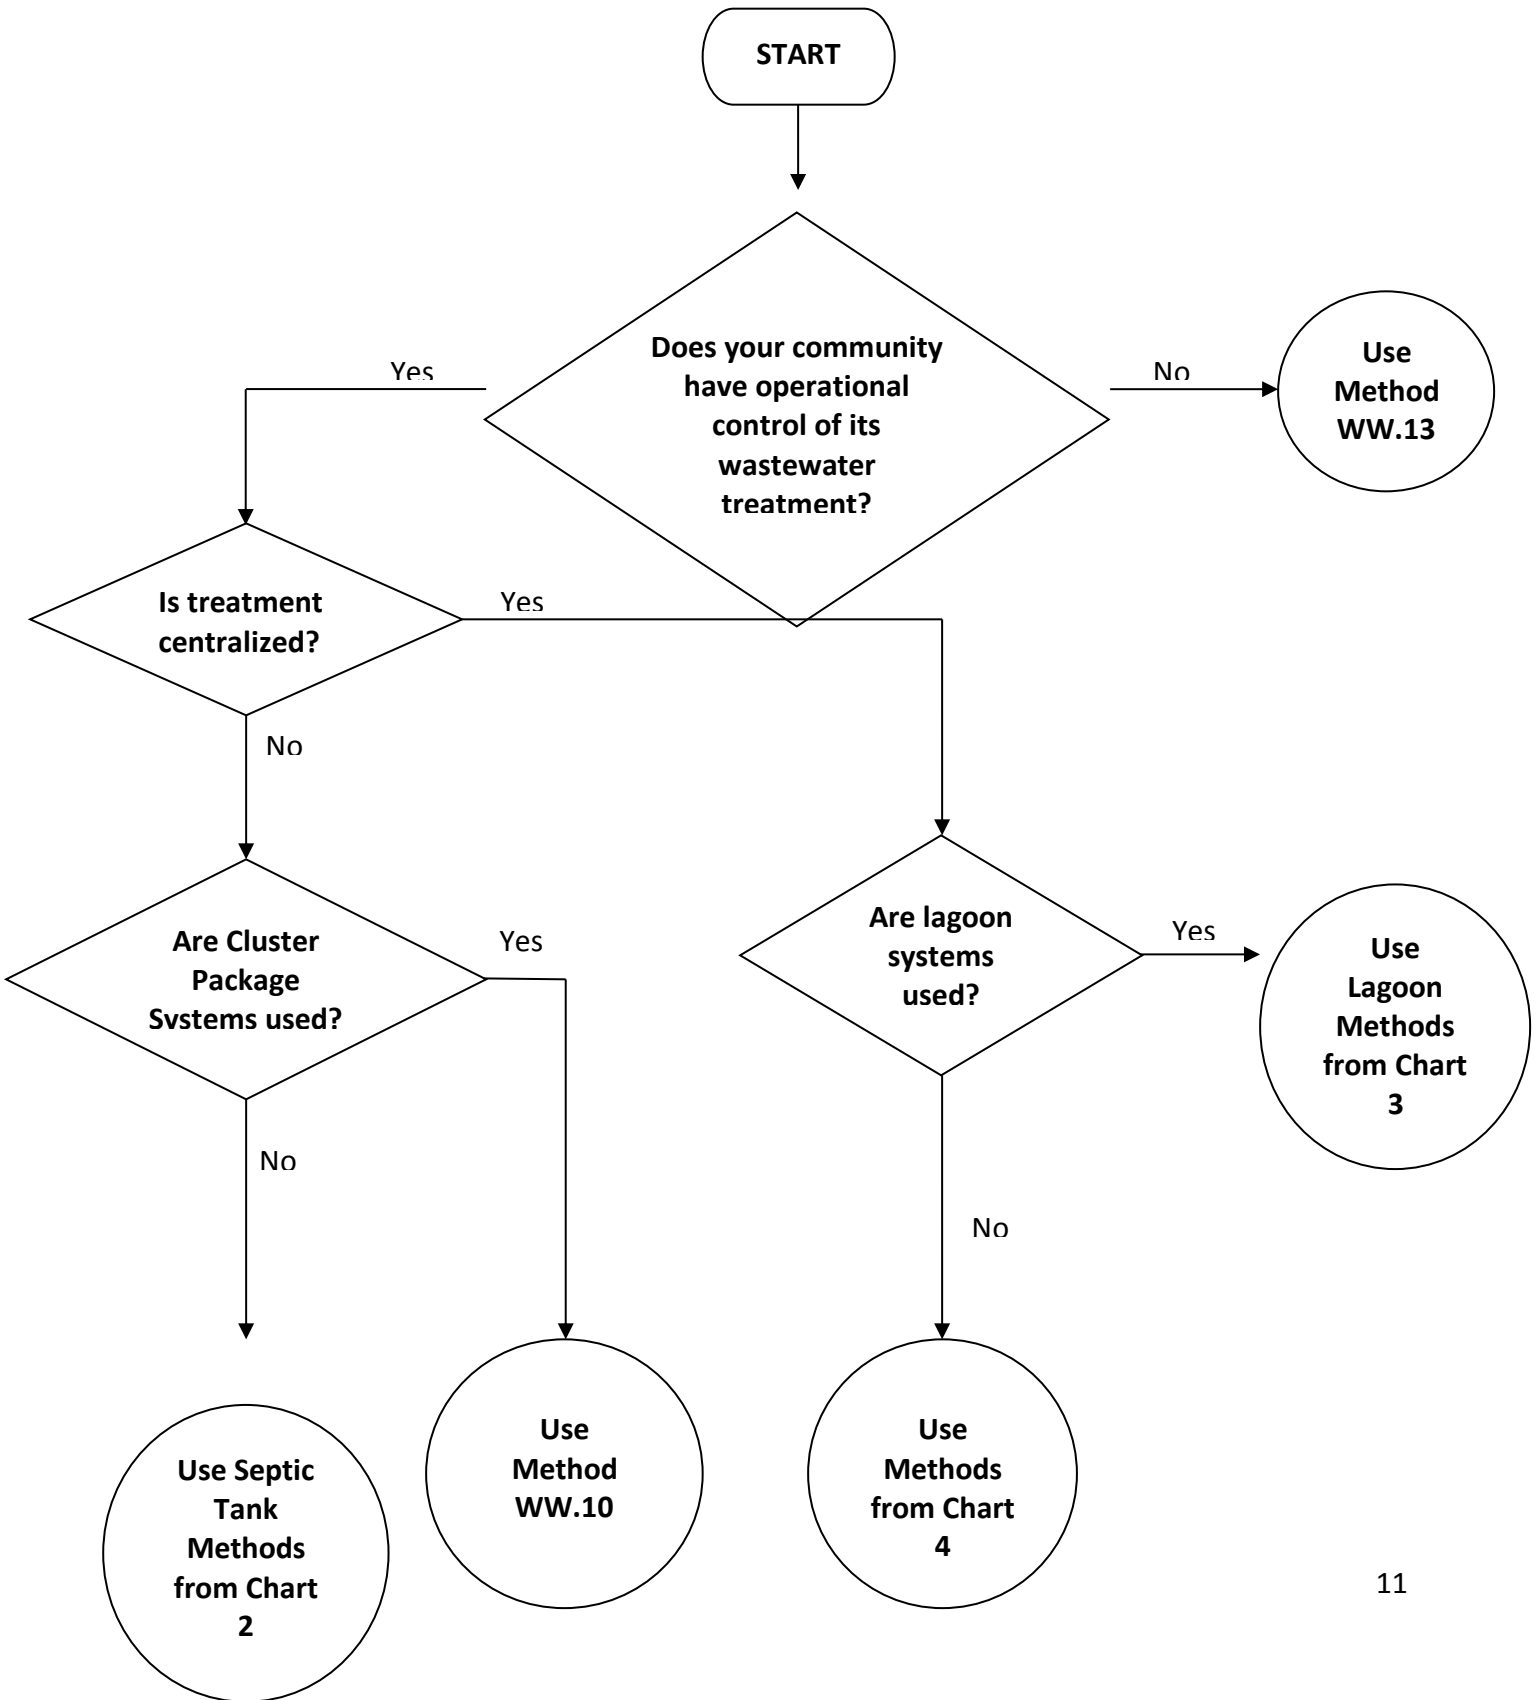 START
Does your community
have operational
control of its
wastewater
treatment?
Yes
No
Use
Method
WW.13
Is treatment
centralized?
Yes
No
Are Cluster
Package
Systems used?
Yes
No
Are lagoon
systems
used?
Yes
No
Use
Lagoon
Methods
from Chart
3
Use Septic
Tank
Methods
from Chart
2
Use
Method
WW.10
Use
Methods
from Chart
4
11